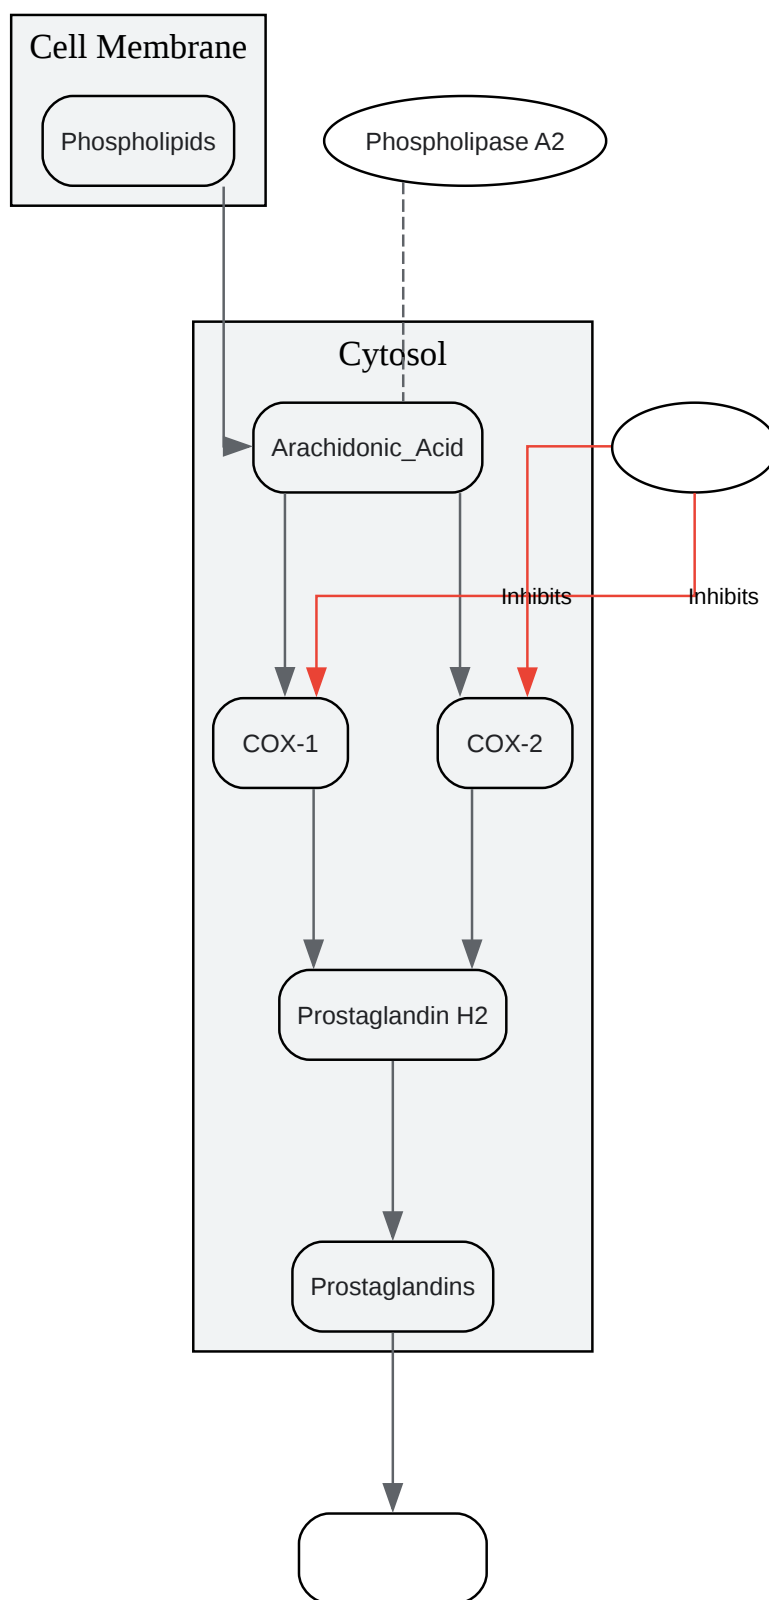 Cell Membrane
Phospholipids
Phospholipase A2
Cytosol
Arachidonic_Acid
Inhibits
Inhibits
COX-1
COX-2
Prostaglandin H2
Prostaglandins